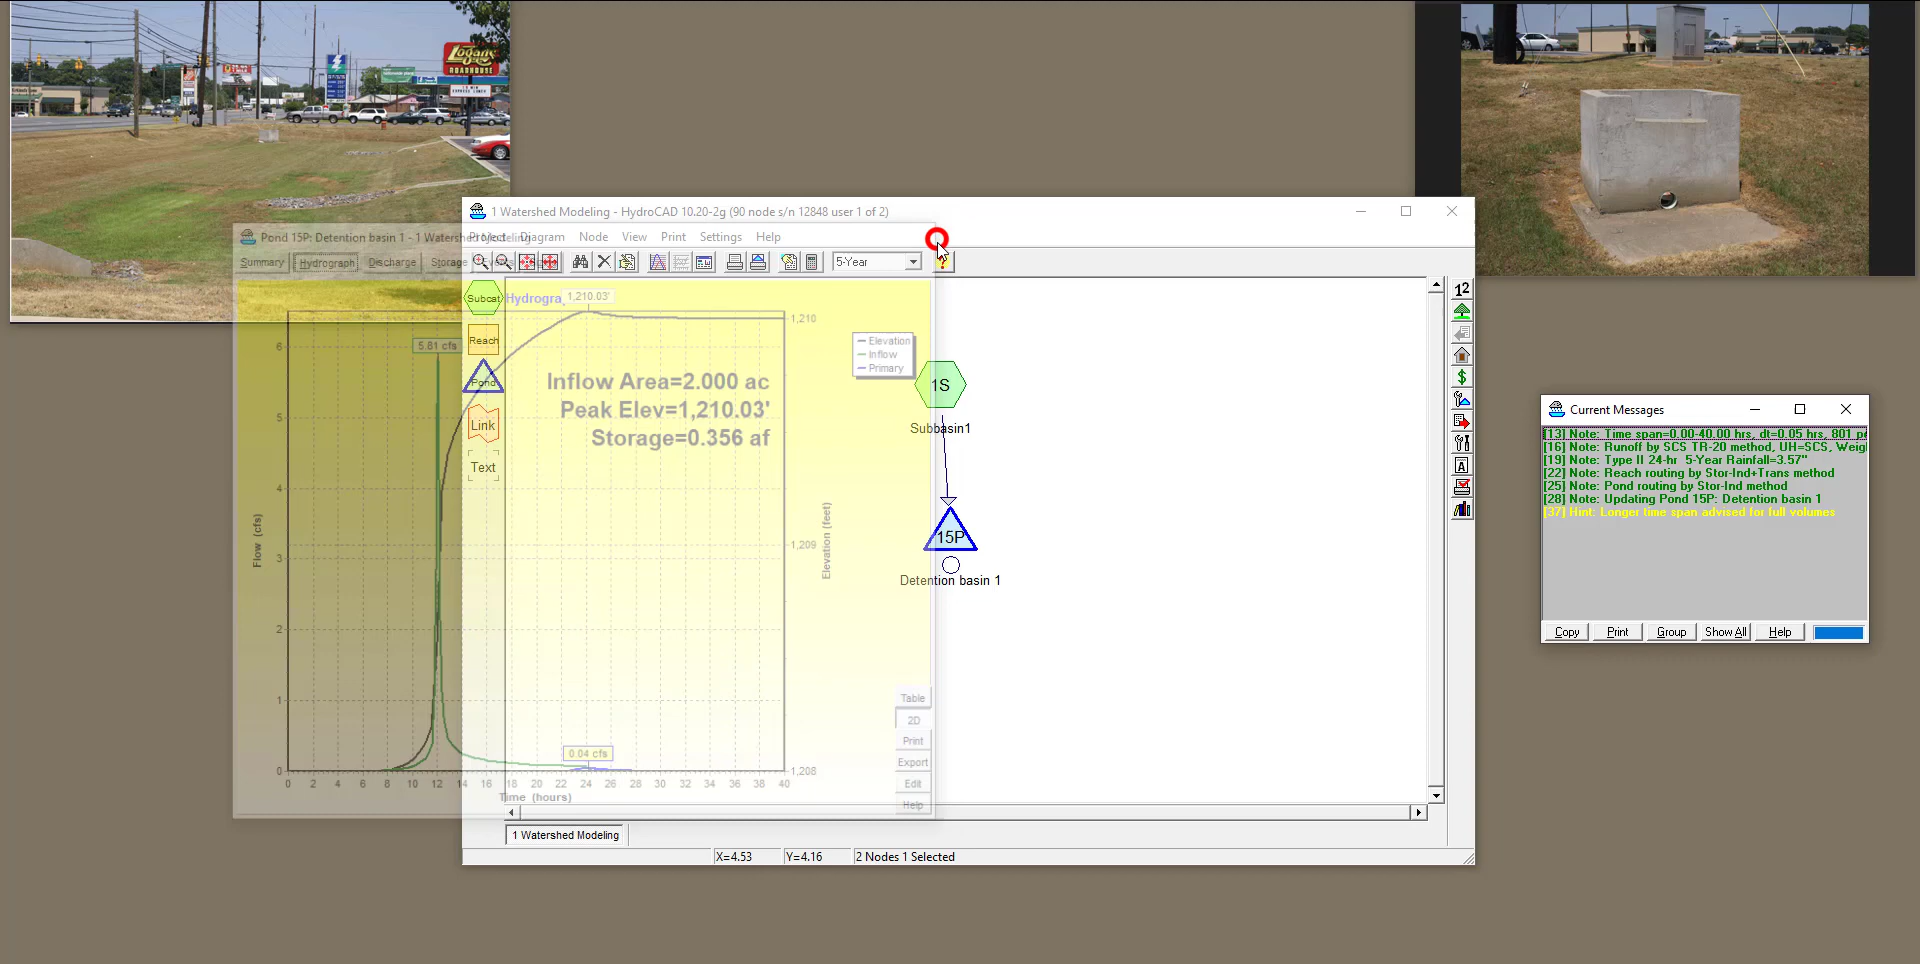 Logan's
ROADHOUSE
1 Watershed Modeling - HydroCAD 10.20-2g (90 node s/n 12848 user 1 of 2)
Project Diagram Node View Print Settings Help
Pond 15P: Detention basin 1 - 1 Watershed Modeling
Summary Hydrograph Discharge Storage
5-Year
Subcat
Reach
Pond
Link
Text
1,210.03'
5.81 cfs
Inflow Area=2.000 ac
Peak Elev=1,210.03'
Storage=0.356 af
Elevation
Inflow
Primary
Flow (cfs)
6
5
4
3
2
1
0
Elevation (feet)
1,210
1,209
1,208
0.04 cfs
0 2 4 6 8 10 12 14 16 18 20 22 24 26 28 30 32 34 36 38 40
Time (hours)
Table
2D
Print
Export
Edit
Help
1S
Subbasin1
15P
Detention basin 1
12
$
A
1 Watershed Modeling
X=4.53 Y=4.16 2 Nodes 1 Selected
Current Messages
[13] Note: Time span=0.00-40.00 hrs, dt=0.05 hrs, 801
[16] Note: Runoff by SCS TR-20 method, UH=SCS,
[19] Note: Type II 24-hr 5-Year Rainfall=3.57"
[22] Note: Reach routing by Stor-Ind+Trans method
[25] Note: Pond routing by Stor-Ind method
[28] Note: Updating Pond 15P: Detention basin 1
[37] Hint: Longer time span advised for full volumes
Copy Print Group Show All Help